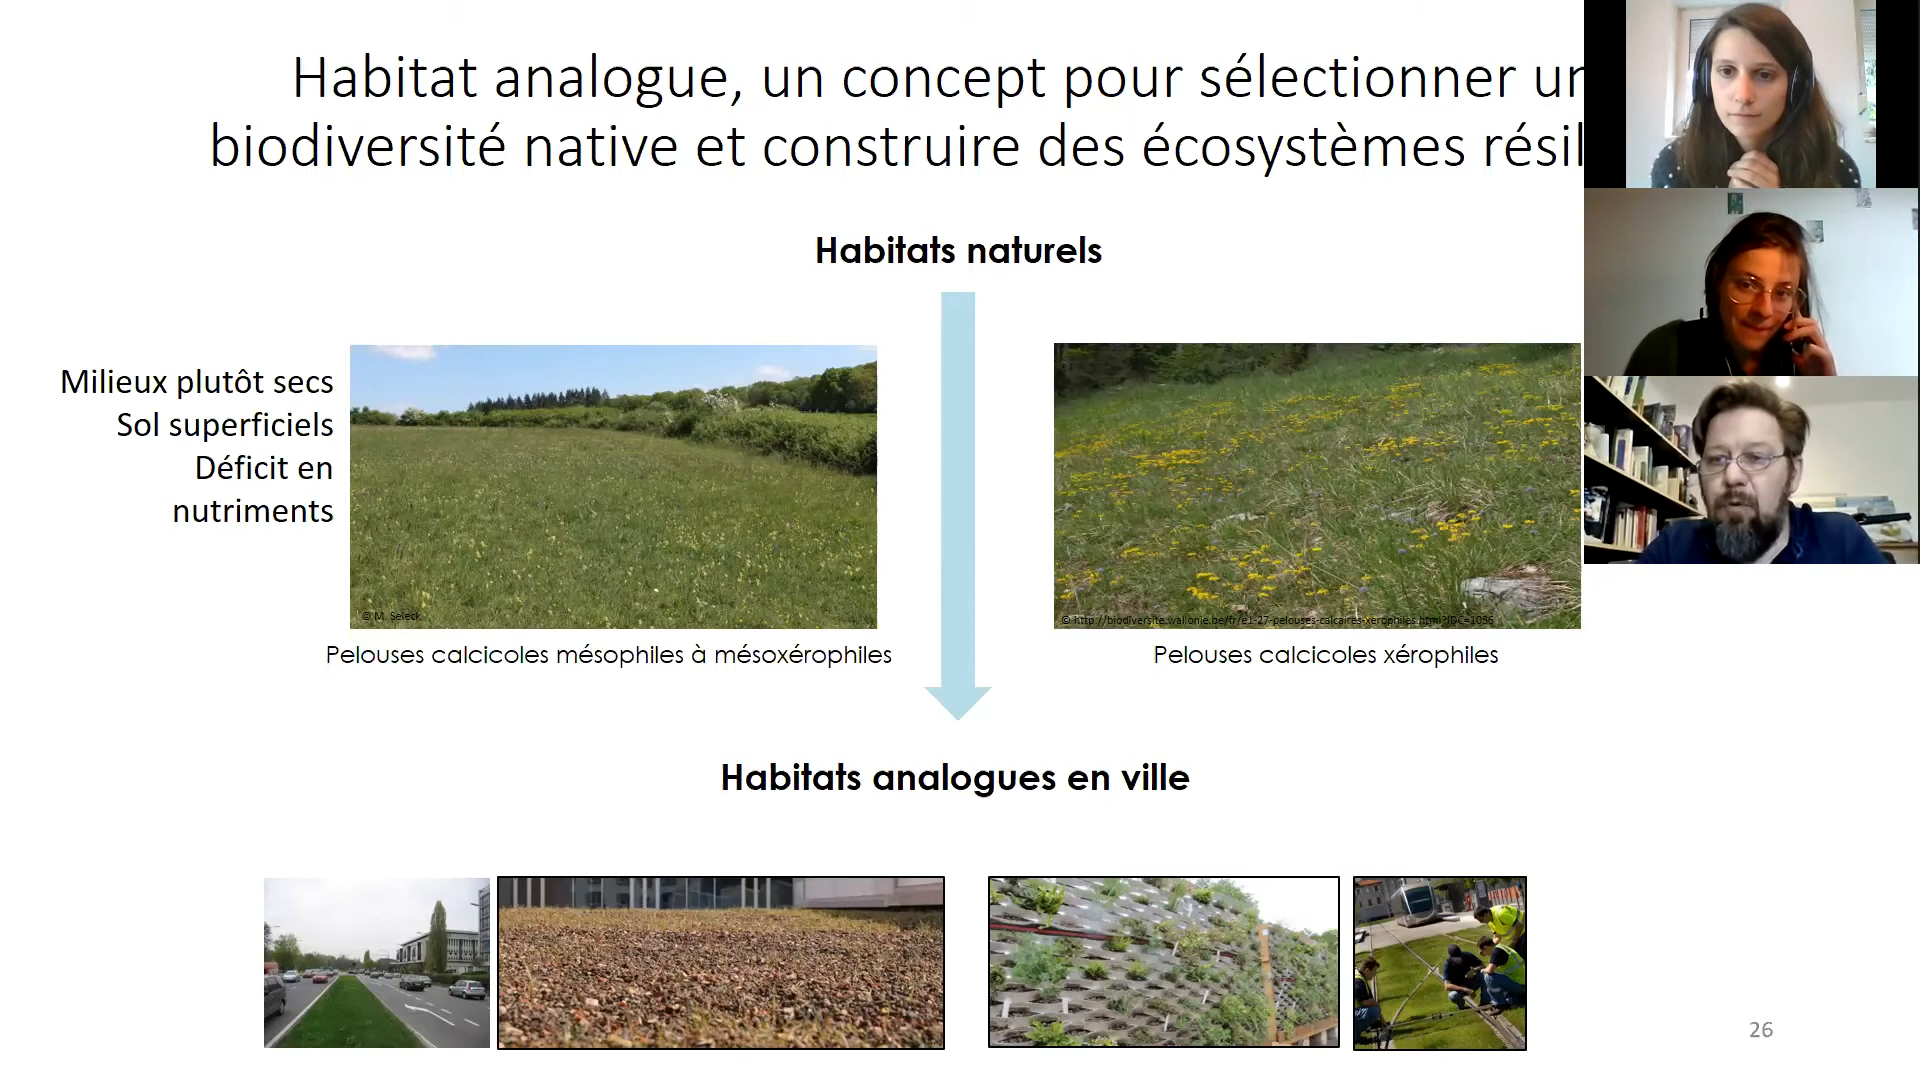 Habitat analogue, un concept pour sélectionner un
biodiversité native et construire des écosystèmes résil
Habitats naturels
Milieux plutôt secs
Sol superficiels
Déficit en
nutriments
© M. Seleck
© http://biodiversite.wallonie.be/fr/e1-27-pelouses-calcaires-xerophiles.html?IDC=1036
Pelouses calcicoles mésophiles à mésoxérophiles
Pelouses calcicoles xérophiles
Habitats analogues en ville
26